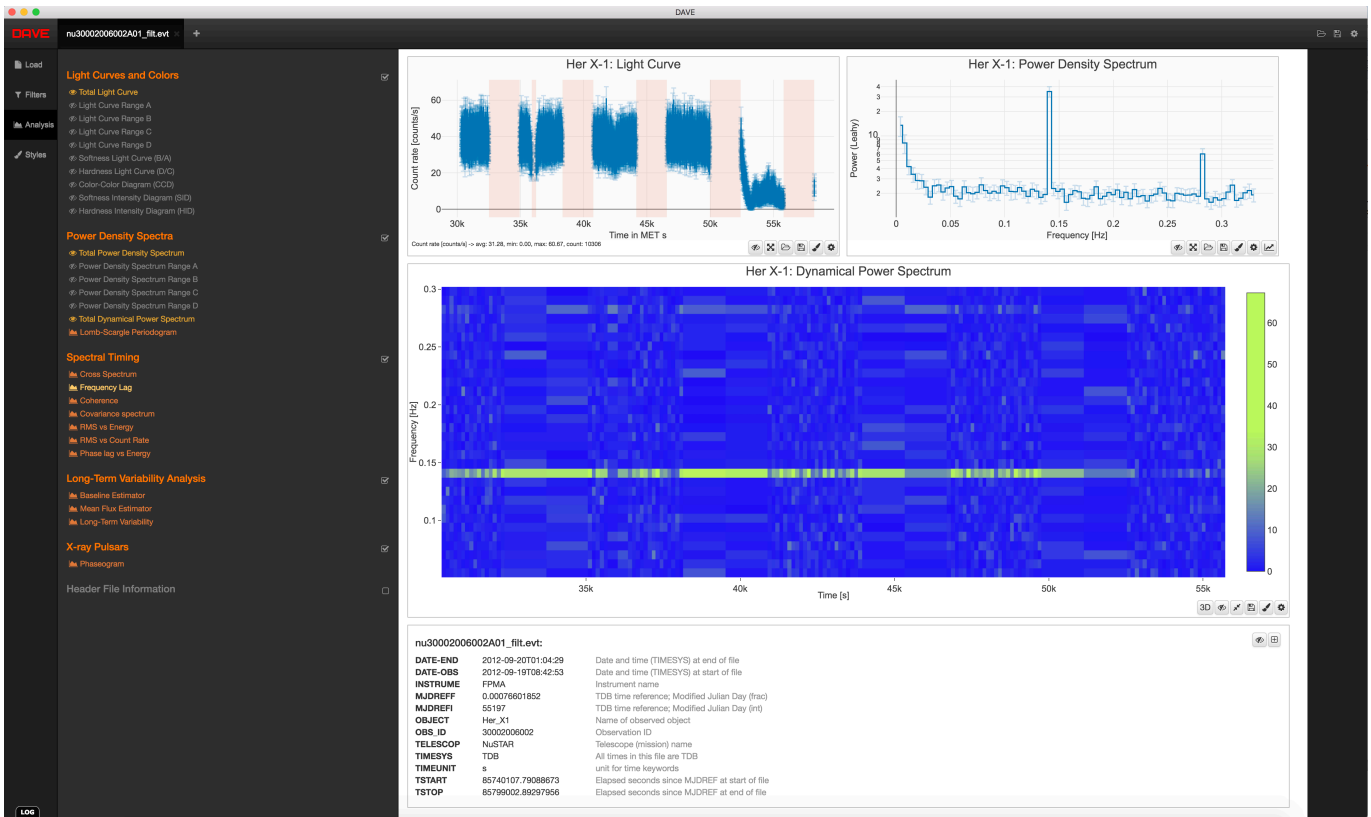 DAVE
DAVE
nu30002006002A01_filt.evt × +
Load
Filters
Analysis
Styles
LOG
Light Curves and Colors
Total Light Curve
Light Curve Range A
Light Curve Range B
Light Curve Range C
Light Curve Range D
Softness Light Curve (B/A)
Hardness Light Curve (D/C)
Color-Color Diagram (CCD)
Softness Intensity Diagram (SID)
Hardness Intensity Diagram (HID)
Power Density Spectra
Total Power Density Spectrum
Power Density Spectrum Range A
Power Density Spectrum Range B
Power Density Spectrum Range C
Power Density Spectrum Range D
Total Dynamical Power Spectrum
Lomb-Scargle Periodogram
Spectral Timing
Cross Spectrum
Frequency Lag
Coherence
Covariance spectrum
RMS vs Energy
RMS vs Count Rate
Phase lag vs Energy
Long-Term Variability Analysis
Baseline Estimator
Mean Flux Estimator
Long-Term Variability
X-ray Pulsars
Phaseogram
Header File Information
Her X-1: Light Curve
Count rate [counts/s]
60
40
20
0
30k 35k 40k 45k 50k 55k
Time in MET s
Count rate [counts/s] -> avg: 31.28, min: 0.00, max: 60.67, count: 10306
Her X-1: Power Density Spectrum
Power (Leahy)
4
3
2
10
9
8
7
6
5
4
3
2
0 0.05 0.1 0.15 0.2 0.25 0.3
Frequency [Hz]
Her X-1: Dynamical Power Spectrum
Frequency [Hz]
0.3
0.25
0.2
0.15
0.1
35k 40k 45k 50k 55k
Time [s]
60
50
40
30
20
10
0
3D
nu30002006002A01_filt.evt:
DATE-END 2012-09-20T01:04:29 Date and time (TIMESYS) at end of file
DATE-OBS 2012-09-19T08:42:53 Date and time (TIMESYS) at start of file
INSTRUME FPMA Instrument name
MJDREFF 0.00076601852 TDB time reference; Modified Julian Day (frac)
MJDREFI 55197 TDB time reference; Modified Julian Day (int)
OBJECT Her_X1 Name of observed object
OBS_ID 30002006002 Observation ID
TELESCOP NuSTAR Telescope (mission) name
TIMESYS TDB All times in this file are TDB
TIMEUNIT s unit for time keywords
TSTART 85740107.79088673 Elapsed seconds since MJDREF at start of file
TSTOP 85799002.89297956 Elapsed seconds since MJDREF at end of file